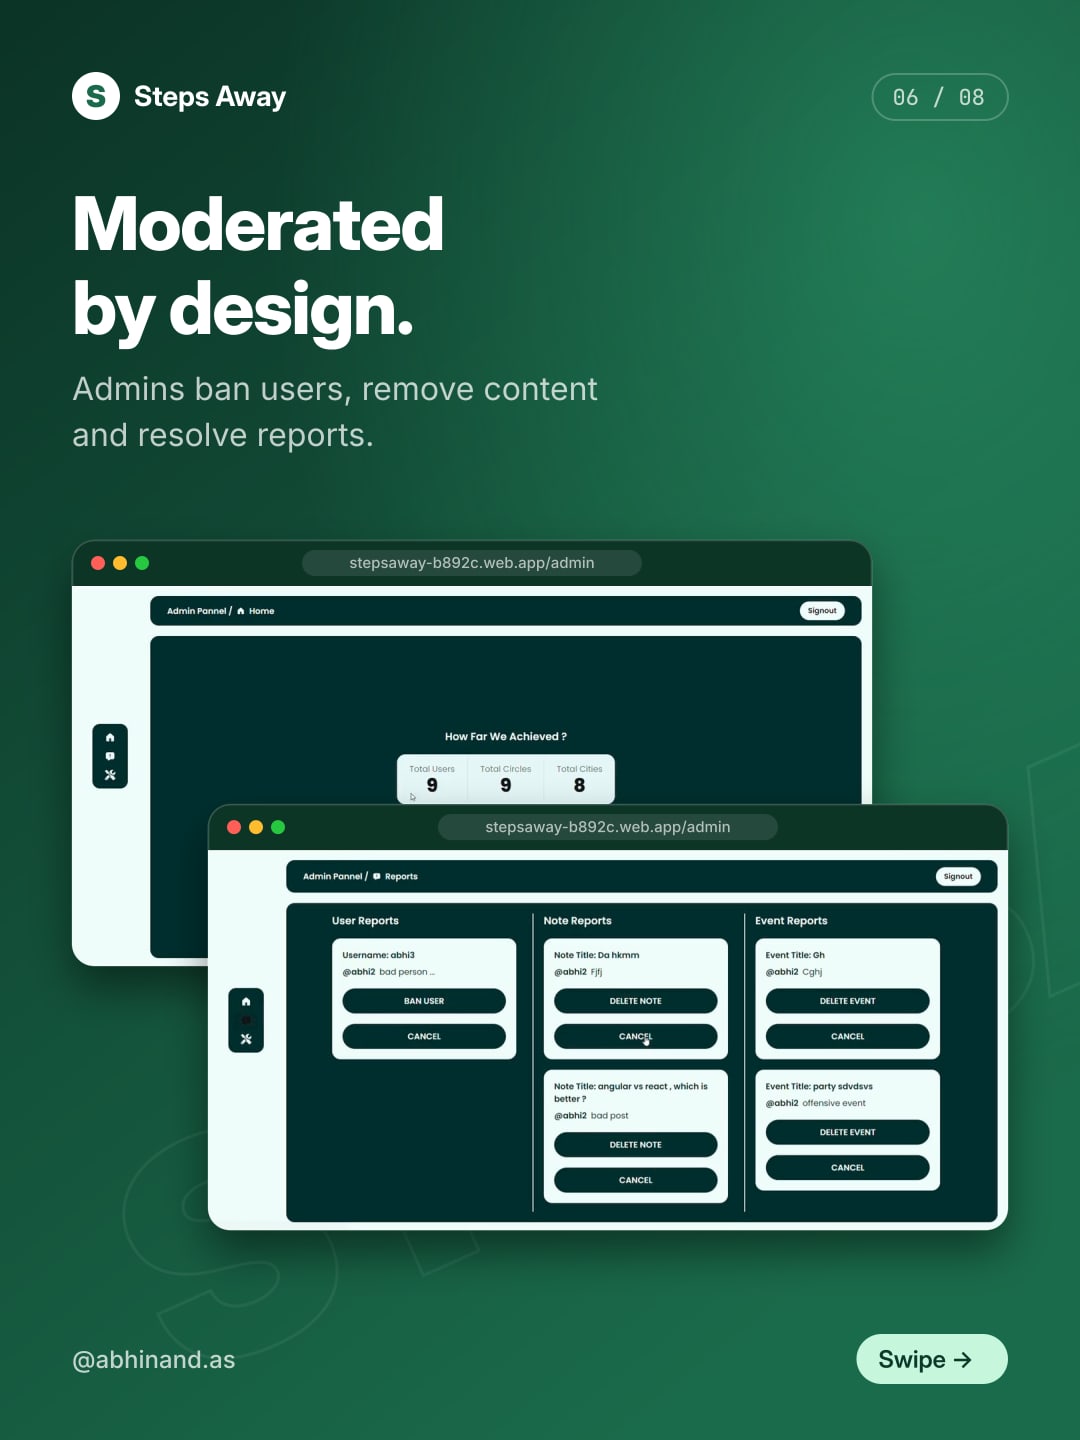 S Steps Away
06 / 08
Moderated
by design.
Admins ban users, remove content
and resolve reports.
stepsaway-b892c.web.app/admin
Admin Pannel / Home
Signout
How Far We Achieved ?
Total Users Total Circles Total Cities
9 9 8
stepsaway-b892c.web.app/admin
Admin Pannel / Reports
Signout
User Reports
Username: abhi3
@abhi2 bad person ...
BAN USER
CANCEL
Note Reports
Note Title: Da hkmm
@abhi2 Fjfj
DELETE NOTE
CANCEL
Note Title: angular vs react , which is
better ?
@abhi2 bad post
DELETE NOTE
CANCEL
Event Reports
Event Title: Gh
@abhi2 Cghj
DELETE EVENT
CANCEL
Event Title: party sdvdsvs
@abhi2 offensive event
DELETE EVENT
CANCEL
@abhinand.as
Swipe →